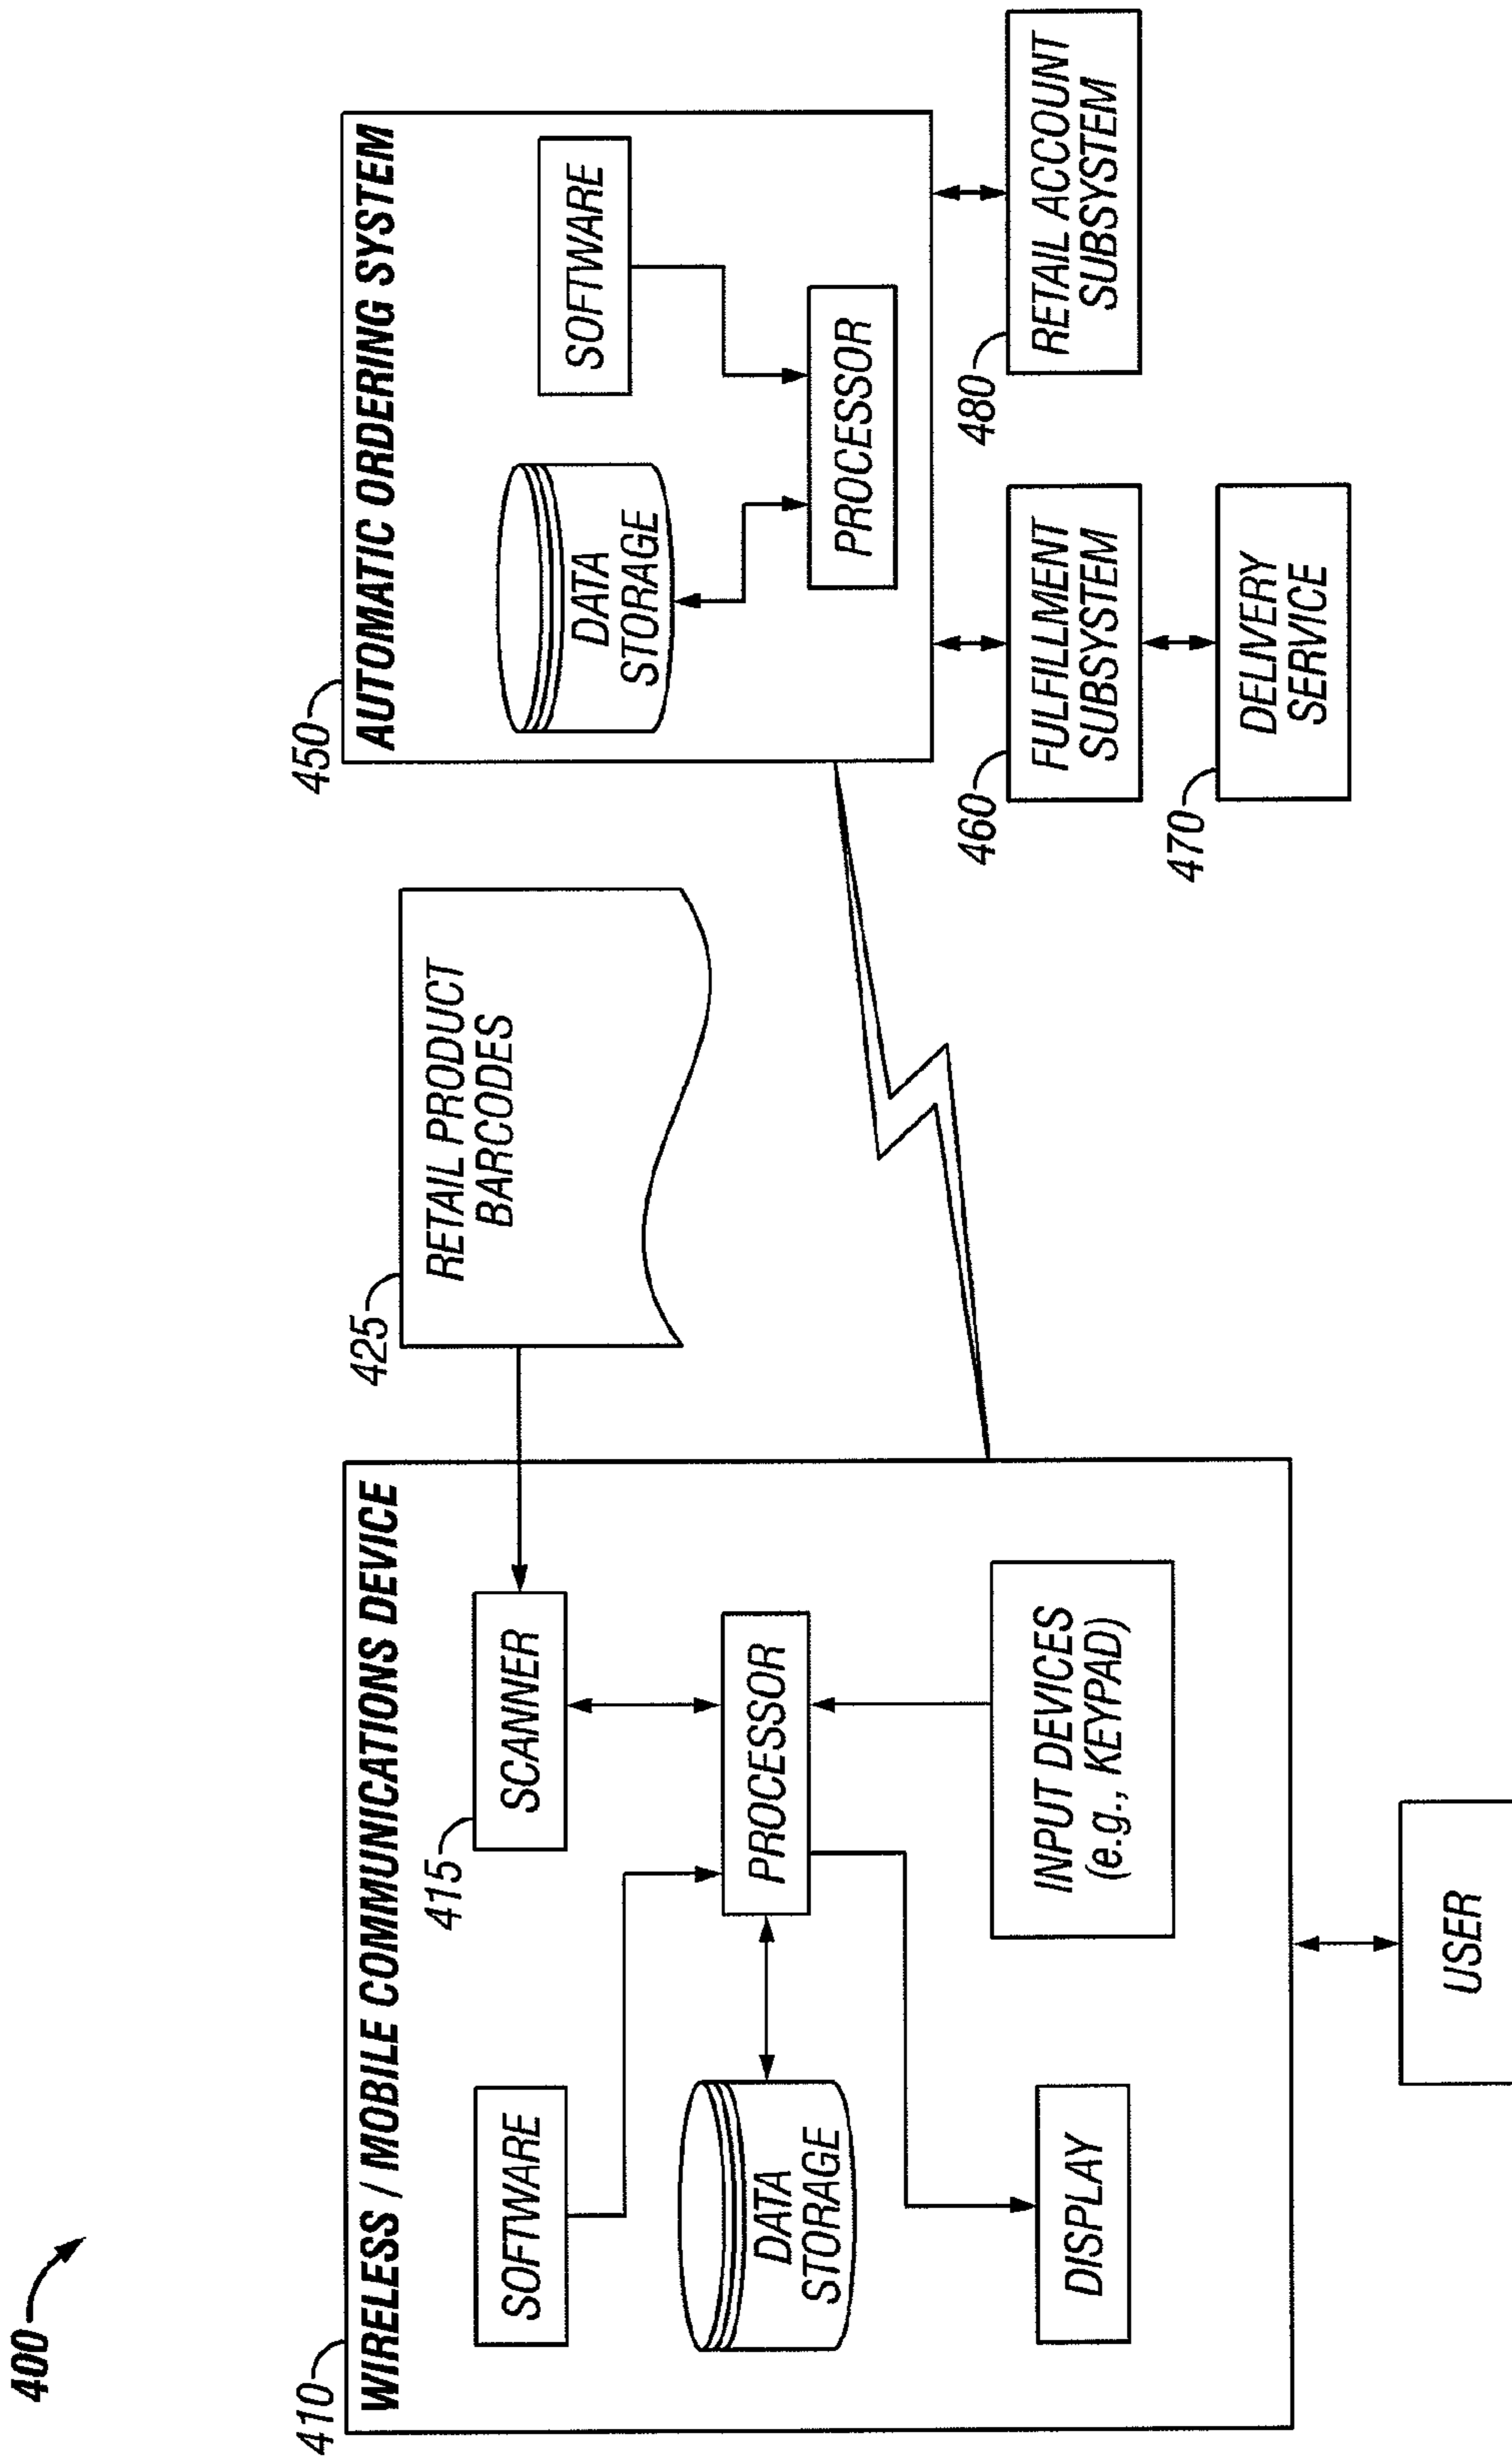 400
410
WIRELESS / MOBILE COMMUNICATIONS DEVICE
SOFTWARE
415
SCANNER
DATA
STORAGE
PROCESSOR
DISPLAY
INPUT DEVICES
(e.g., KEYPAD)
USER
425
RETAIL PRODUCT
BARCODES
450
AUTOMATIC ORDERING SYSTEM
DATA
STORAGE
SOFTWARE
PROCESSOR
460
FULFILLMENT
SUBSYSTEM
470
DELIVERY
SERVICE
480
RETAIL ACCOUNT
SUBSYSTEM